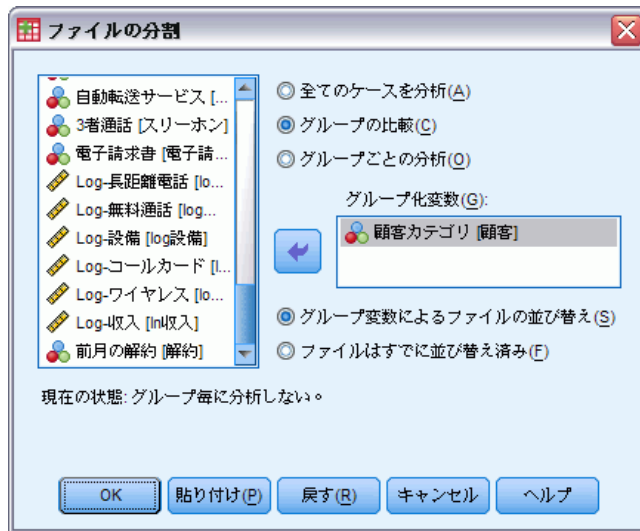 ファイルの分割
自動転送サービス [...
3者通話 [スリーホン]
電子請求書 [電子請...
Log-長距離電話 [lo...
Log-無料通話 [log...
Log-設備 [log設備]
Log-コールカード [l...
Log-ワイヤレス [lo...
Log-収入 [ln収入]
前月の解約 [解約]
全てのケースを分析(A)
グループの比較(C)
グループごとの分析(O)
グループ化変数(G):
顧客カテゴリ [顧客]
グループ変数によるファイルの並び替え(S)
ファイルはすでに並び替え済み(F)
現在の状態: グループ毎に分析しない。
OK
貼り付け(P)
戻す(R)
キャンセル
ヘルプ